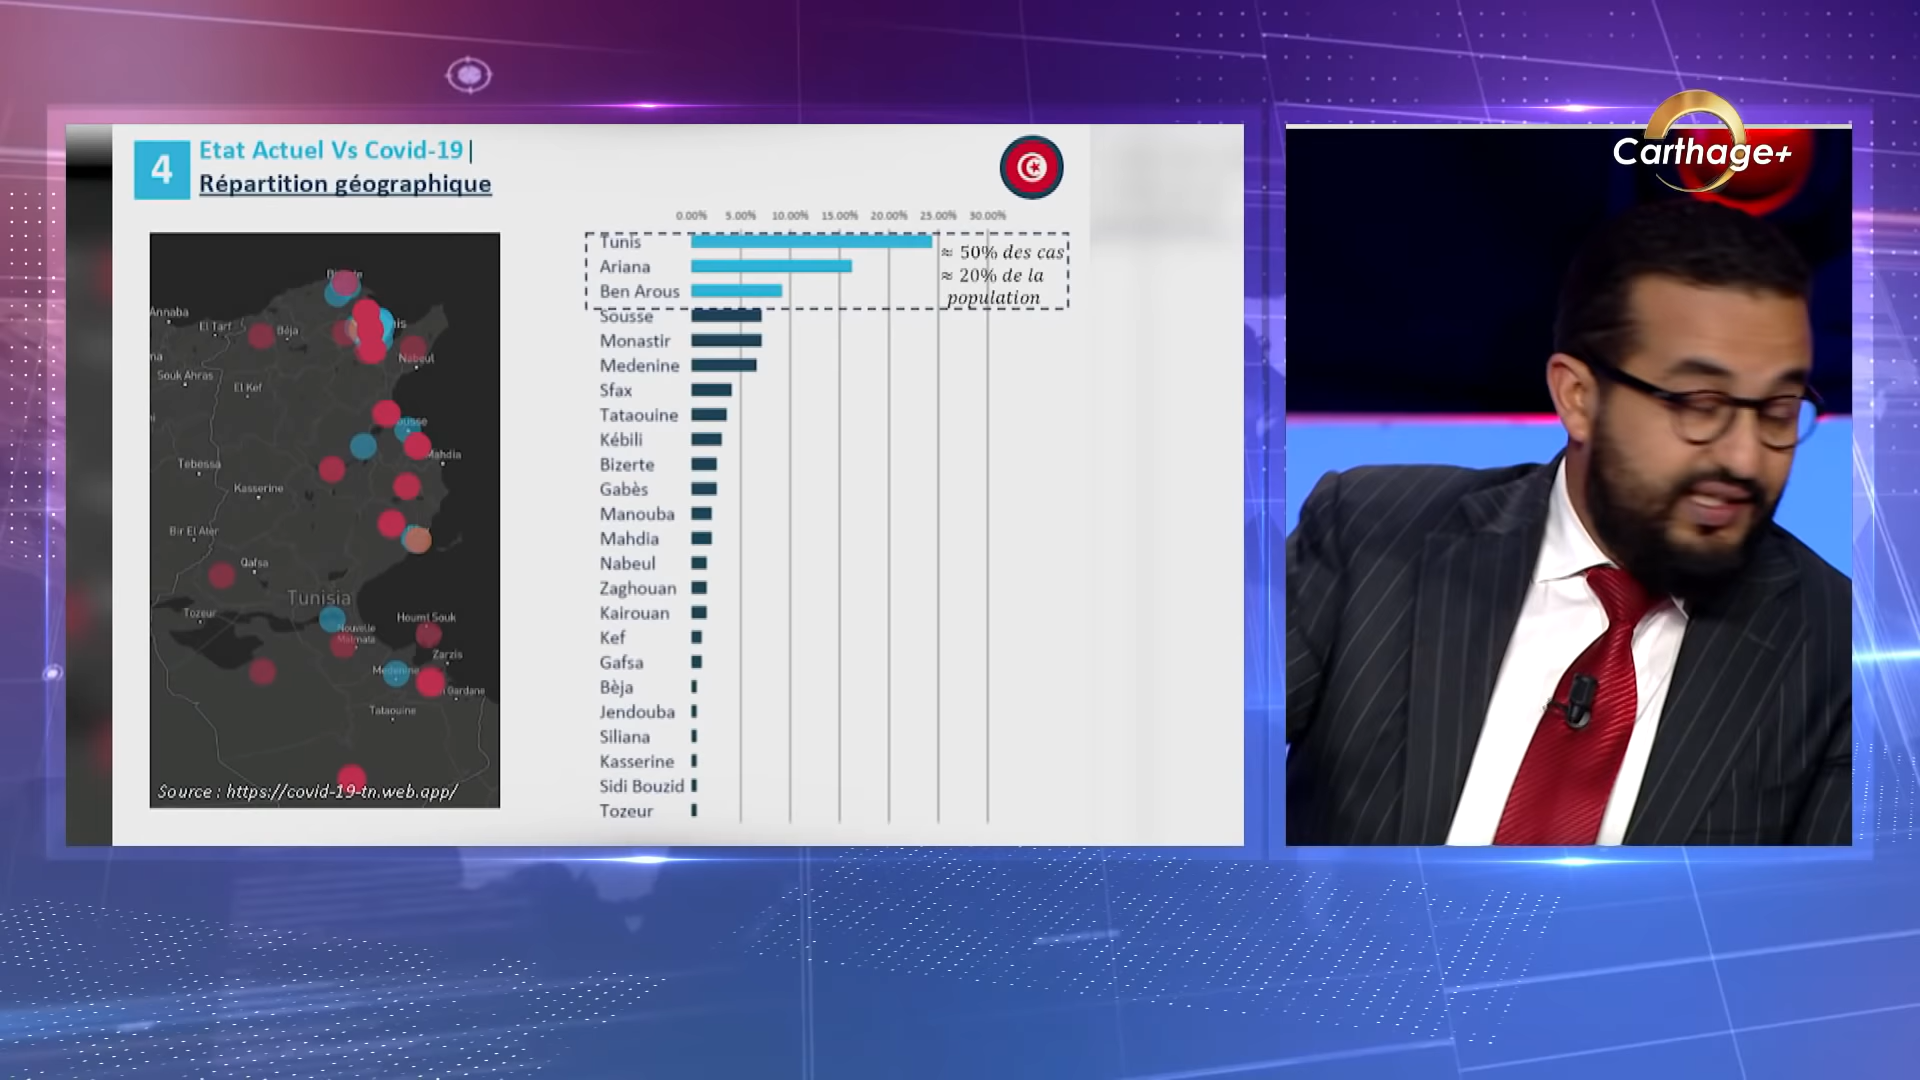 Carthage+
4
Etat Actuel Vs Covid-19|
Répartition géographique
0.00% 5.00% 10.00% 15.00% 20.00% 25.00% 30.00%
Tunis
Ariana
Ben Arous
≈ 50% des cas
≈ 20% de la
population
Sousse
Monastir
Medenine
Sfax
Tataouine
Kébili
Bizerte
Gabès
Manouba
Mahdia
Nabeul
Zaghouan
Kairouan
Kef
Gafsa
Bèja
Jendouba
Siliana
Kasserine
Sidi Bouzid
Tozeur
Annaba
El Tarf
Béja
Nabeul
Souk Ahras
El Kef
Mahdia
Tebessa
Kasserine
Bir El Ater
Qafsa
Tunisia
Tozeur
Houmt Souk
Nouvelle
Matmata
Zarzis
Medenine
Gardane
Tataouine
Source : https://covid-19-tn.web.app/